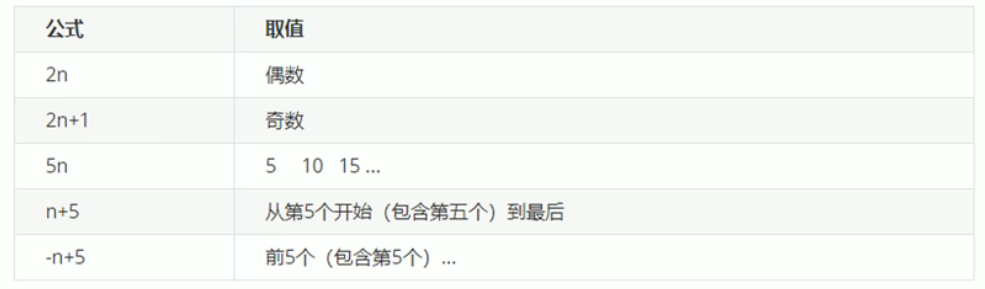 公式 取值
2n 偶数
2n+1 奇数
5n 5 10 15 ...
n+5 从第5个开始（包含第五个）到最后
-n+5 前5个（包含第5个）...